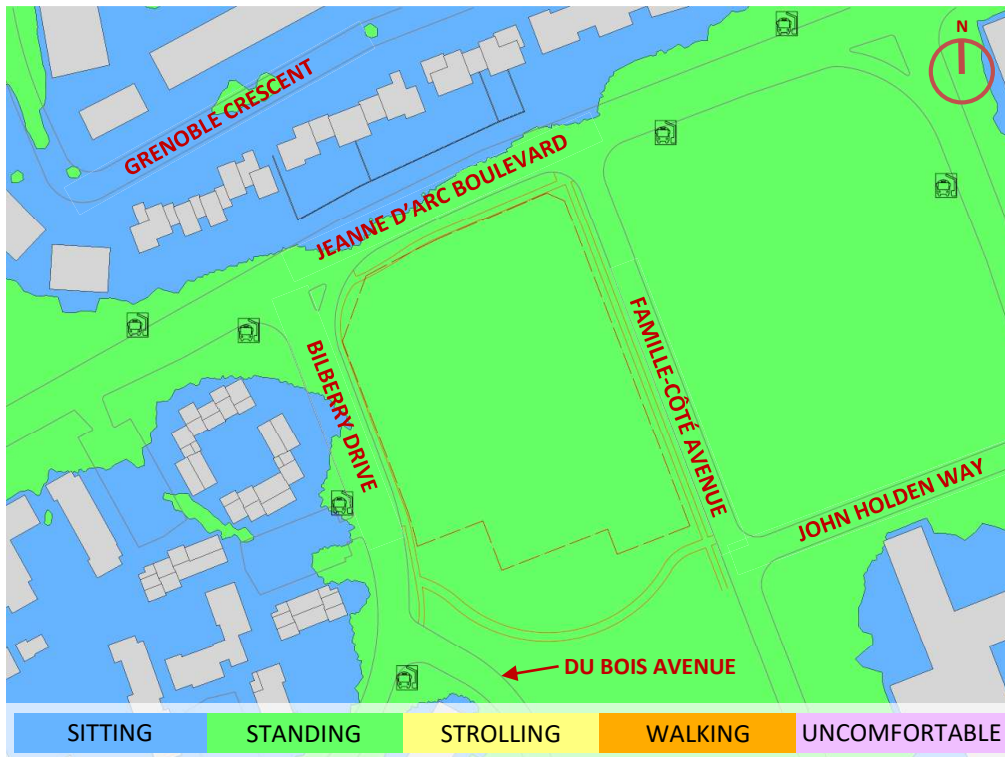 N
GRENOBLE CRESCENT
JEANNE D'ARC BOULEVARD
BILBERRY DRIVE
FAMILLE-CÔTÉ AVENUE
JOHN HOLDEN WAY
DU BOIS AVENUE
SITTING STANDING STROLLING WALKING UNCOMFORTABLE